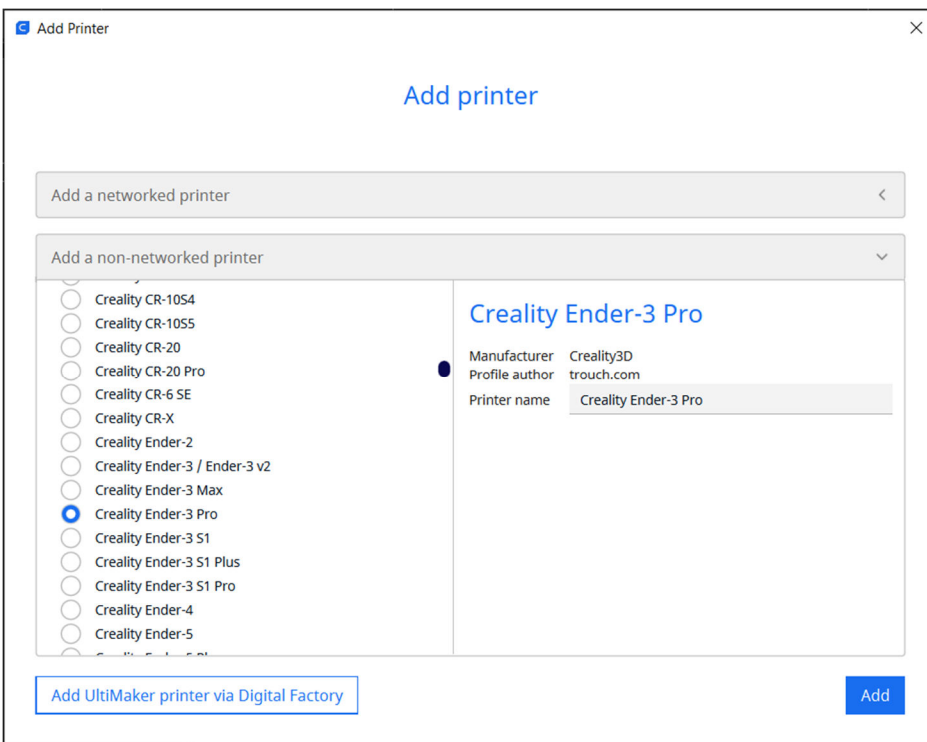 Add Printer
Add printer
Add a networked printer
Add a non-networked printer
Creality CR-10S4
Creality CR-10S5
Creality CR-20
Creality CR-20 Pro
Creality CR-6 SE
Creality CR-X
Creality Ender-2
Creality Ender-3 / Ender-3 v2
Creality Ender-3 Max
Creality Ender-3 Pro
Creality Ender-3 S1
Creality Ender-3 S1 Plus
Creality Ender-3 S1 Pro
Creality Ender-4
Creality Ender-5
Creality Ender-3 Pro
Manufacturer Creality3D
Profile author trouch.com
Printer name Creality Ender-3 Pro
Add UltiMaker printer via Digital Factory
Add